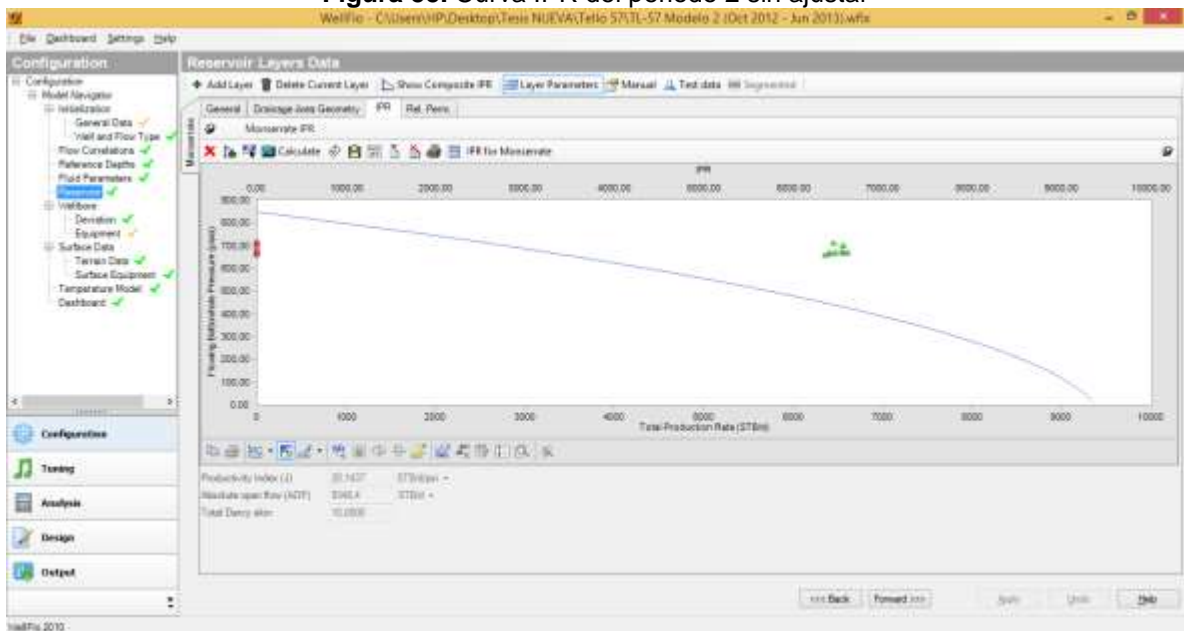 Figura 65. Curva IPR del periodo 2 sin ajustar
WellFlo - C:\Users\HP\Desktop\Tesis NUEVA\Tello 57\TL-57 Modelo 2 (Oct 2012 - Jun 2013).wflx
File Dashboard Settings Help
Configuration
Configuration
Model Navigator
Initialization
General Data
Well and Flow Type
Flow Correlations
Reference Depths
Fluid Parameters
Reservoir
Wellbore
Deviation
Equipment
Surface Data
Terrain Data
Surface Equipment
Temperature Model
Dashboard
Configuration
Tuning
Analysis
Design
Output
Reservoir Layers Data
Add Layer Delete Current Layer Show Composite IPR Layer Parameters Manual Test data Segmented
General Drainage Area Geometry IPR Rel. Perm.
Monserrate
Monserrate IPR
Calculate IPR for Monserrate
IPR
0.00 1000.00 2000.00 3000.00 4000.00 5000.00 6000.00 7000.00 8000.00 9000.00 10000.00
900.00
800.00
700.00
600.00
500.00
400.00
300.00
200.00
100.00
0.00
Flowing Bottomhole Pressure (psia)
0 1000 2000 3000 4000 5000 6000 7000 8000 9000 10000
Total Production Rate (STB/d)
Productivity Index (J) STB/d/psi
Absolute open flow (AOF) STB/d
Total Darcy skin 10.0000
<<< Back Forward >>> Apply Undo Help
WellFlo 2010